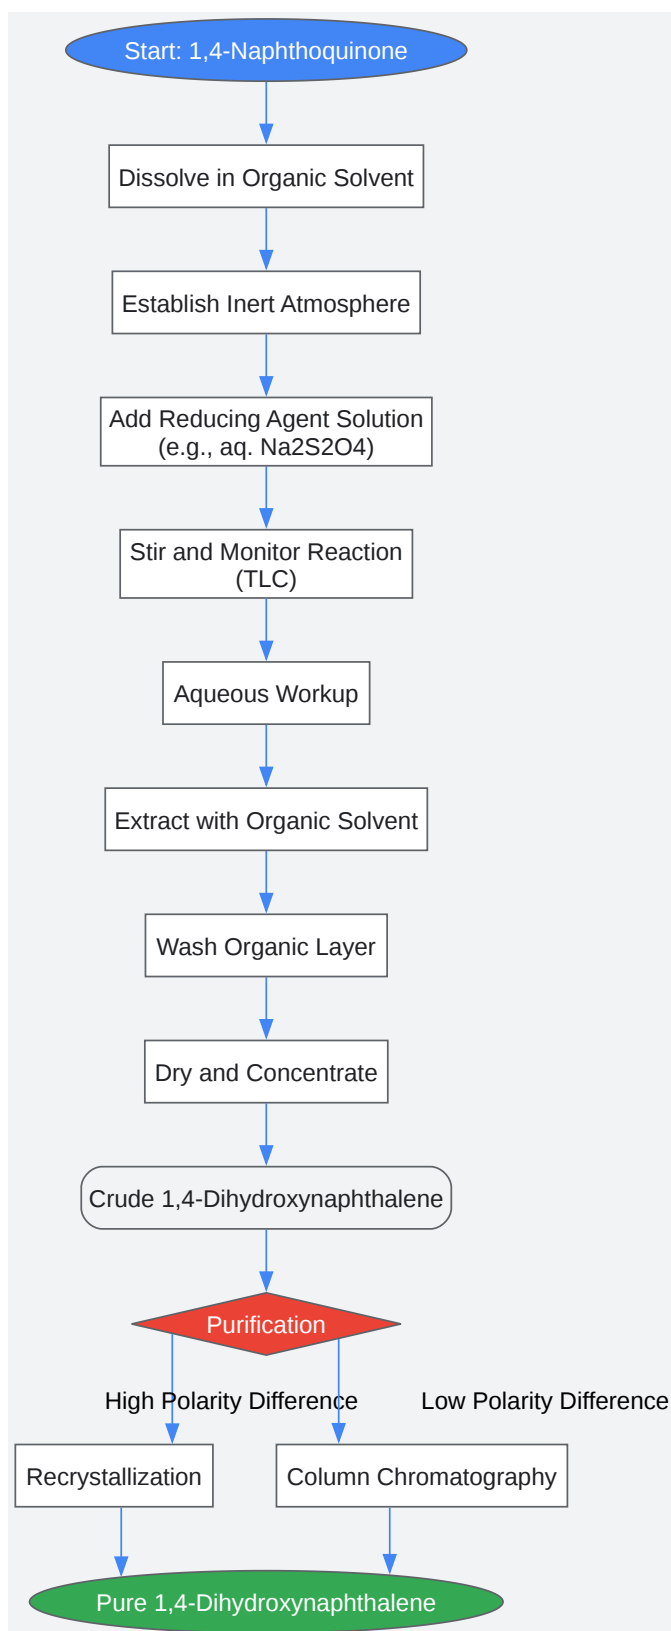 Start: 1,4-Naphthoquinone
Dissolve in Organic Solvent
Establish Inert Atmosphere
Add Reducing Agent Solution
(e.g., aq. Na2S2O4)
Stir and Monitor Reaction
(TLC)
Aqueous Workup
Extract with Organic Solvent
Wash Organic Layer
Dry and Concentrate
Crude 1,4-Dihydroxynaphthalene
Purification
High Polarity Difference
Low Polarity Difference
Recrystallization
Column Chromatography
Pure 1,4-Dihydroxynaphthalene